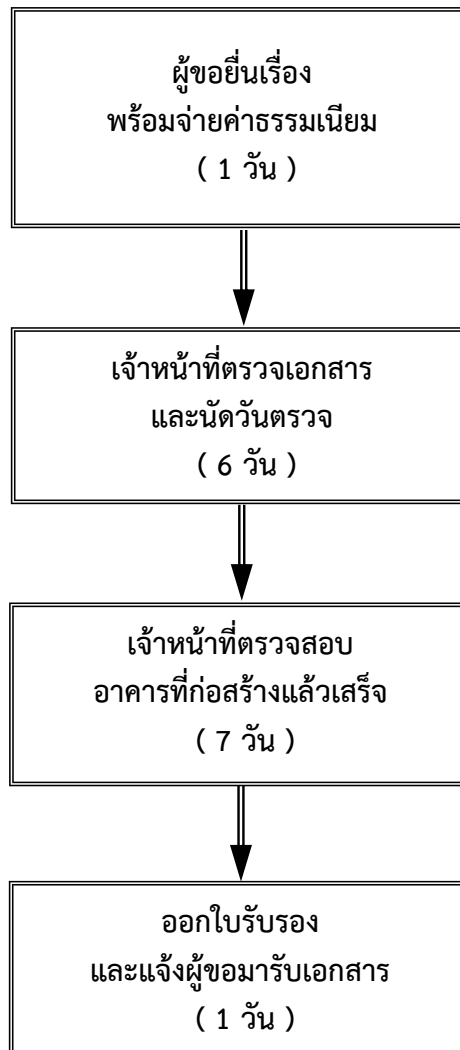 ผู้ขอยื่นเรื่อง
พร้อมจ่ายค่าธรรมเนียม
( 1 วัน )
เจ้าหน้าที่ตรวจเอกสาร
และนัดวันตรวจ
( 6 วัน )
เจ้าหน้าที่ตรวจสอบ
อาคารที่ก่อสร้างแล้วเสร็จ
( 7 วัน )
ออกใบรับรอง
และแจ้งผู้ขอมารับเอกสาร
( 1 วัน )